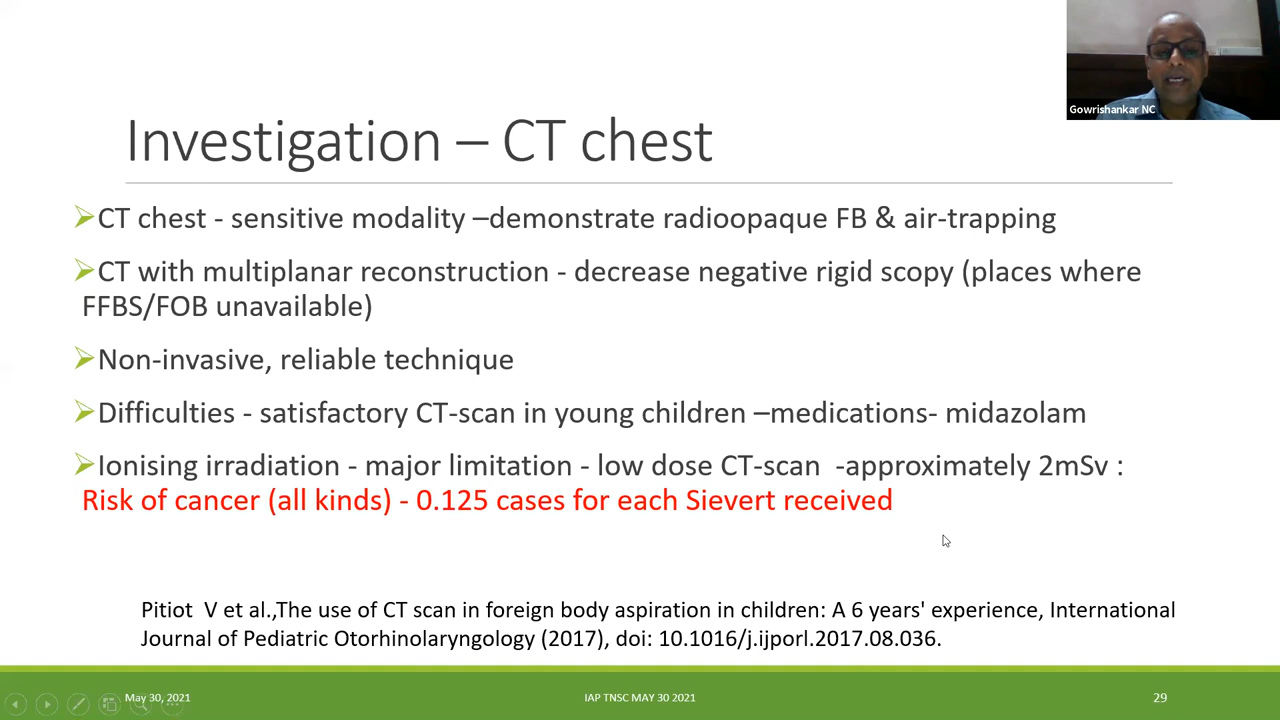 Gowrishankar NC
Investigation – CT chest
CT chest - sensitive modality –demonstrate radioopaque FB & air-trapping
CT with multiplanar reconstruction - decrease negative rigid scopy (places where
FFBS/FOB unavailable)
Non-invasive, reliable technique
Difficulties - satisfactory CT-scan in young children –medications- midazolam
Ionising irradiation - major limitation - low dose CT-scan -approximately 2mSv :
Risk of cancer (all kinds) - 0.125 cases for each Sievert received
Pitiot V et al.,The use of CT scan in foreign body aspiration in children: A 6 years' experience, International
Journal of Pediatric Otorhinolaryngology (2017), doi: 10.1016/j.ijporl.2017.08.036.
May 30, 2021
IAP TNSC MAY 30 2021
29